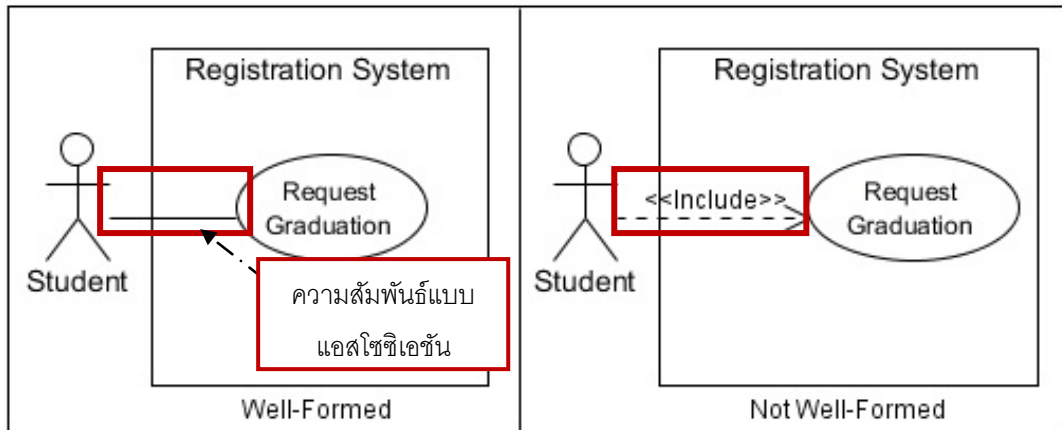 Registration System
Request
Graduation
Student
ความสัมพันธ์แบบ
แอสโซซิเอชัน
Well-Formed
Registration System
<<Include>>
Request
Graduation
Student
Not Well-Formed